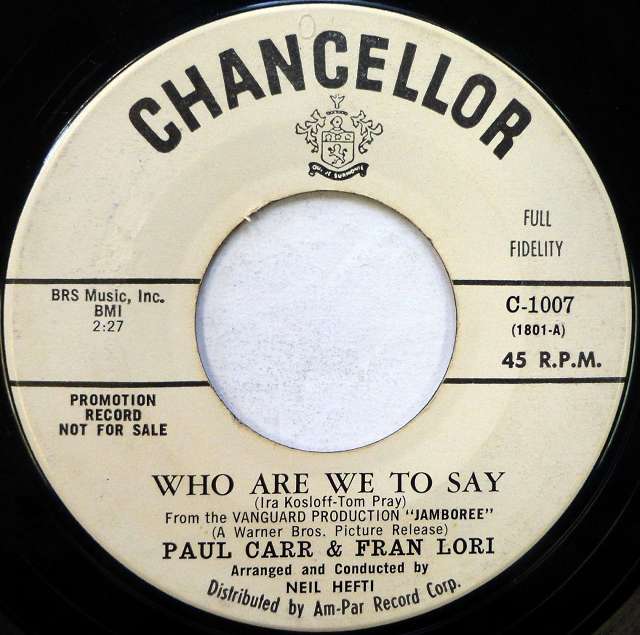 CHANCELLOR
FULL
FIDELITY
BRS Music, Inc.
BMI
2:27
C-1007
(1801-A)
45 R.P.M.
PROMOTION
RECORD
NOT FOR SALE
WHO ARE WE TO SAY
(Ira Kosloff-Tom Pray)
From the VANGUARD PRODUCTION "JAMBOREE"
(A Warner Bros. Picture Release)
PAUL CARR & FRAN LORI
Arranged and Conducted by
NEIL HEFTI
Distributed by Am-Par Record Corp.